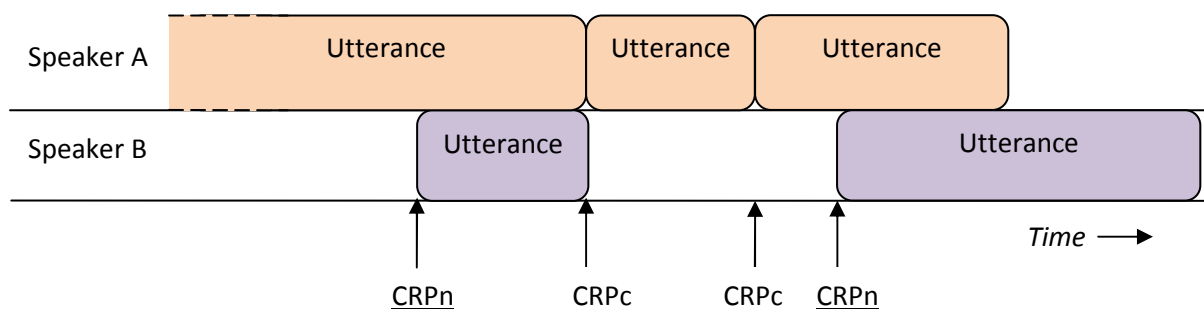 Speaker A
Utterance
Utterance
Utterance
Speaker B
Utterance
Utterance
Time
CRPn
CRPc
CRPc
CRPn